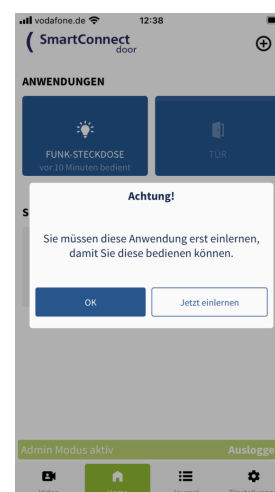 vodafone.de 12:38
SmartConnect
door
ANWENDUNGEN
FUNK-STECKDOSE
vor 10 Minuten bedient
TÜR
S
Achtung!
Sie müssen diese Anwendung erst einlernen,
damit Sie diese bedienen können.
OK Jetzt einlernen
Admin Modus aktiv Auslogge